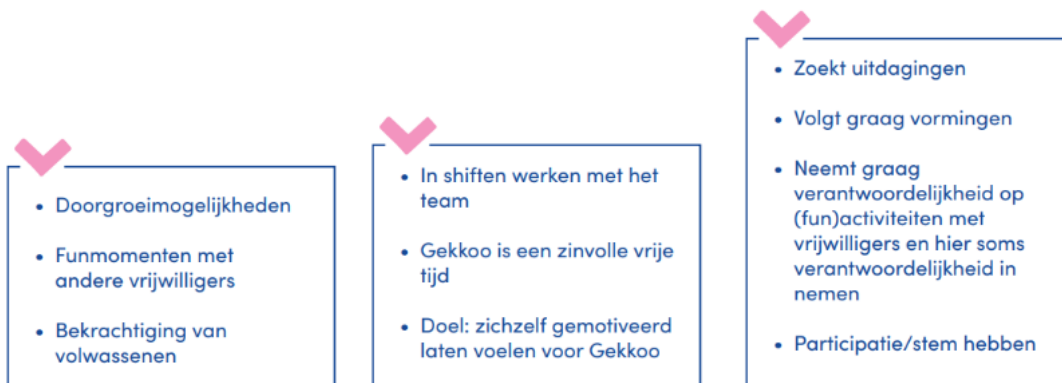 • Doorgroeimogelijkheden
• Funmomenten met
andere vrijwilligers
• Bekrachtiging van
volwassenen
• In shiften werken met het
team
• Gekkoo is een zinvolle vrije
tijd
• Doel: zichzelf gemotiveerd
laten voelen voor Gekkoo
• Zoekt uitdagingen
• Volgt graag vormingen
• Neemt graag
verantwoordelijkheid op
(fun)activiteiten met
vrijwilligers en hier soms
verantwoordelijkheid in
nemen
• Participatie/stem hebben